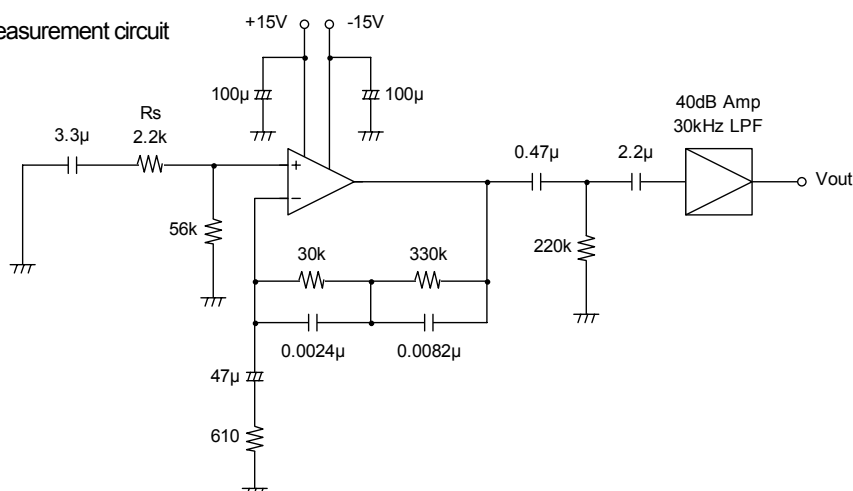 easurement circuit
+15V
-15V
100µ
100µ
Rs
2.2k
3.3µ
56k
+
−
0.47µ
2.2µ
40dB Amp
30kHz LPF
Vout
220k
30k
330k
0.0024µ
0.0082µ
47µ
610